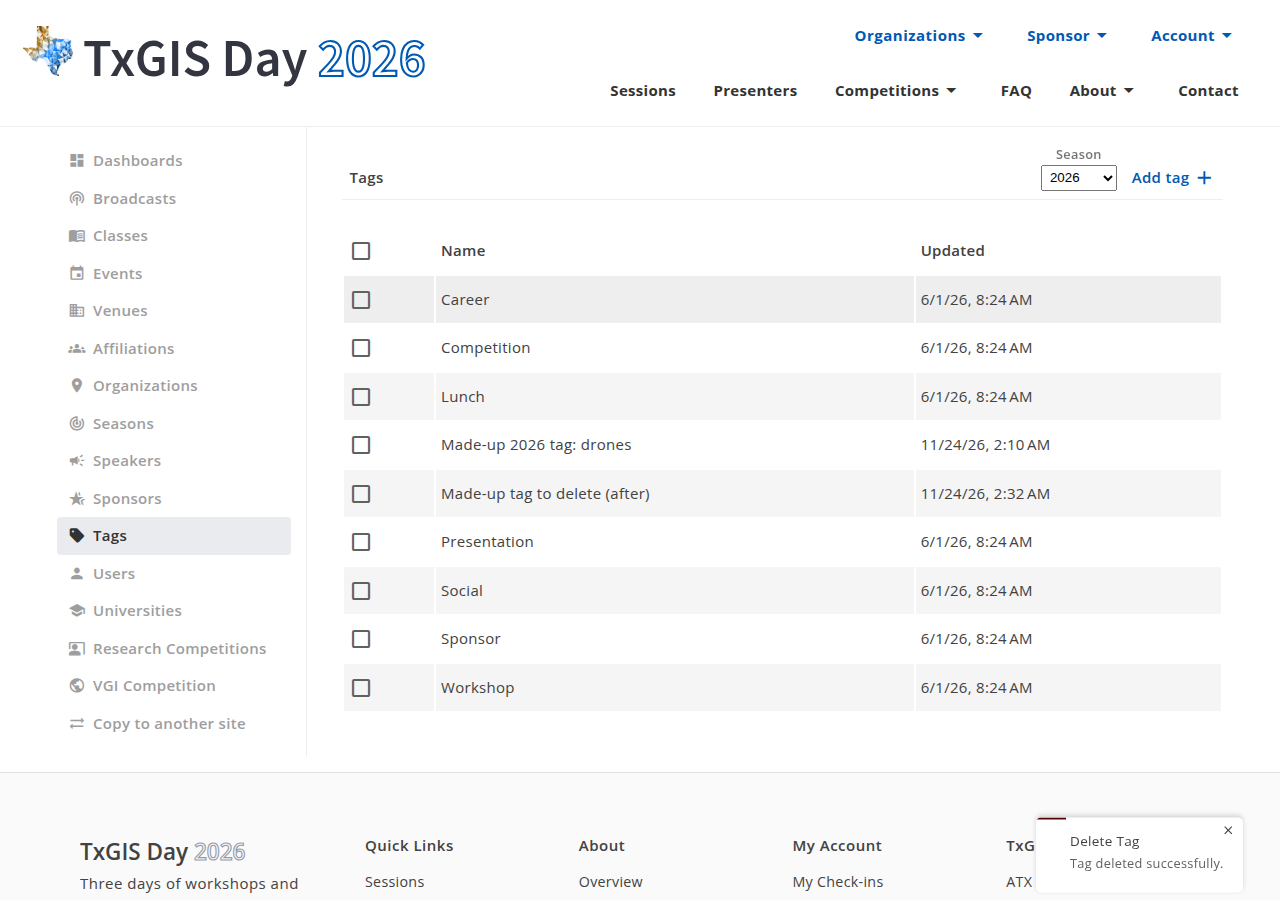 TxGIS Day 2026
Organizations
Sponsor
Account
Sessions
Presenters
Competitions
FAQ
About
Contact
Dashboards
Broadcasts
Classes
Events
Venues
Affiliations
Organizations
Seasons
Speakers
Sponsors
Tags
Users
Universities
Research Competitions
VGI Competition
Copy to another site
Tags
Season
2026
Add tag
Name Updated
Career 6/1/26, 8:24 AM
Competition 6/1/26, 8:24 AM
Lunch 6/1/26, 8:24 AM
Made-up 2026 tag: drones 11/24/26, 2:10 AM
Made-up tag to delete (after) 11/24/26, 2:32 AM
Presentation 6/1/26, 8:24 AM
Social 6/1/26, 8:24 AM
Sponsor 6/1/26, 8:24 AM
Workshop 6/1/26, 8:24 AM
TxGIS Day 2026
Three days of workshops and
Quick Links
Sessions
About
Overview
My Account
My Check-ins
TxG
ATX
Delete Tag
Tag deleted successfully.